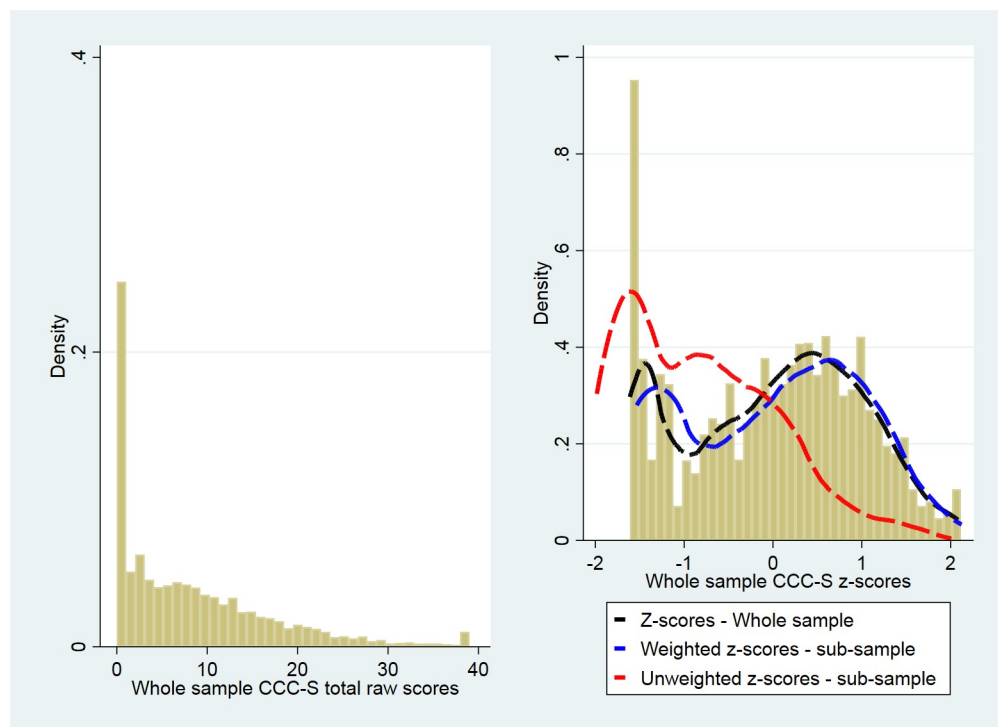 .4
.2
0
Density
0 10 20 30 40
Whole sample CCC-S total raw scores
1
.8
.6
.4
.2
0
Density
-2 -1 0 1 2
Whole sample CCC-S z-scores
Z-scores - Whole sample
Weighted z-scores - sub-sample
Unweighted z-scores - sub-sample